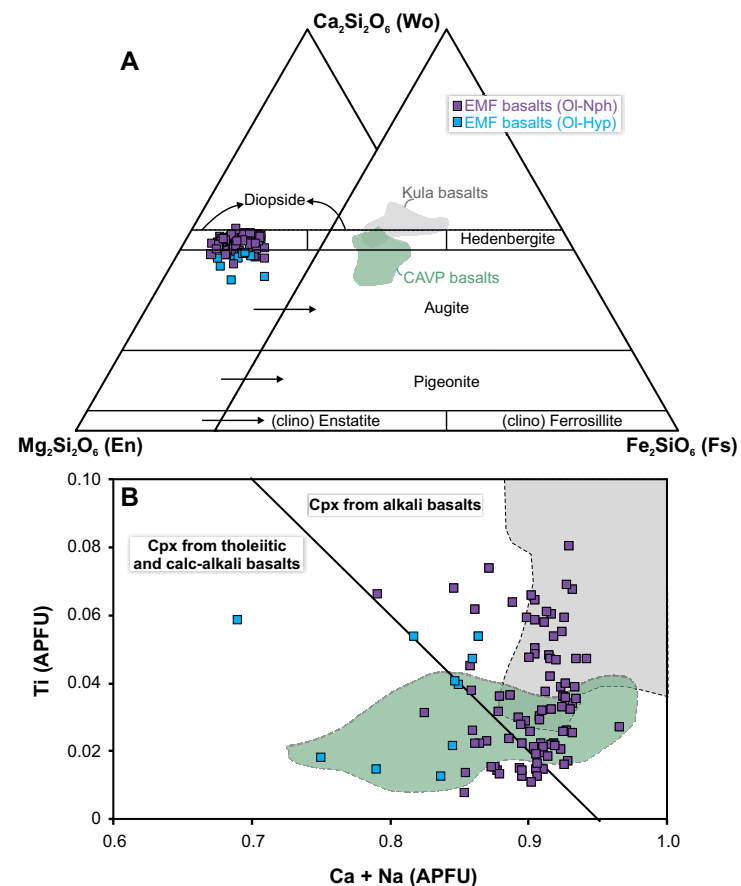 Ca₂Si₂O₆ (Wo)
A
EMF basalts (Ol-Nph)
EMF basalts (Ol-Hyp)
Kula basalts
Diopside
Hedenbergite
CAVP basalts
Augite
Pigeonite
(clino) Enstatite
(clino) Ferrosillite
Mg₂Si₂O₆ (En)
Fe₂SiO₆ (Fs)
B
0.10
Cpx from alkali basalts
Cpx from tholeiitic
and calc-alkali basalts
0.08
0.06
Ti (APFU)
0.04
0.02
0
0.6
0.7
0.8
0.9
1.0
Ca + Na (APFU)